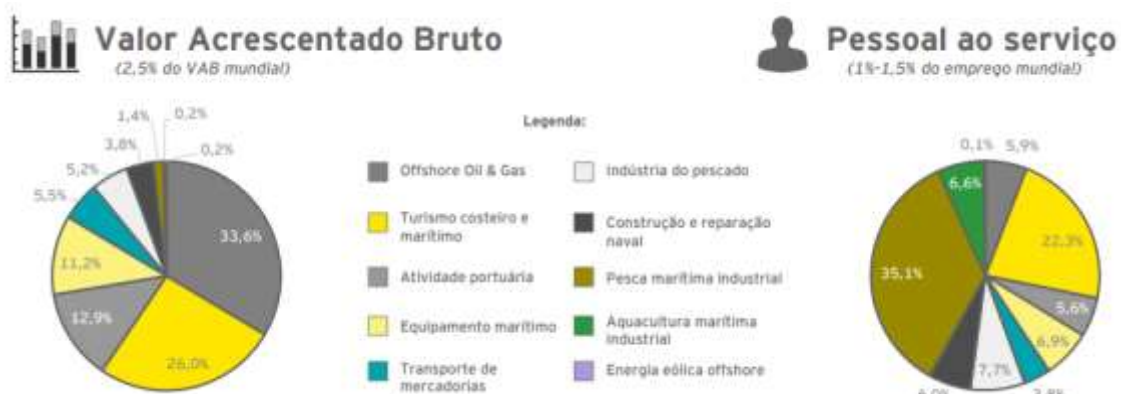 Valor Acrescentado Bruto
(2,5% do VAB mundial)
Pessoal ao serviço
(1%-1,5% do emprego mundial)
1,4%
0,2%
3,8%
0,2%
5,2%
5,5%
33,6%
11,2%
12,9%
26,0%
Legenda:
Offshore Oil & Gas
Indústria do pescado
Turismo costeiro e
marítimo
Construção e reparação
naval
Atividade portuária
Pesca marítima industrial
Equipamento marítimo
Aquacultura marítima
industrial
Transporte de
mercadorias
Energia eólica offshore
0,1%
5,9%
6,6%
22,3%
35,1%
5,6%
6,9%
7,7%